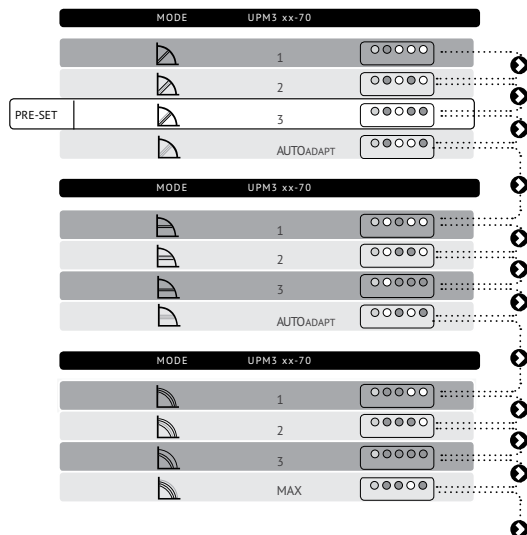 MODE UPM3 xx-70
1
2
PRE-SET 3
AUTOADAPT
MODE UPM3 xx-70
1
2
3
AUTOADAPT
MODE UPM3 xx-70
1
2
3
MAX